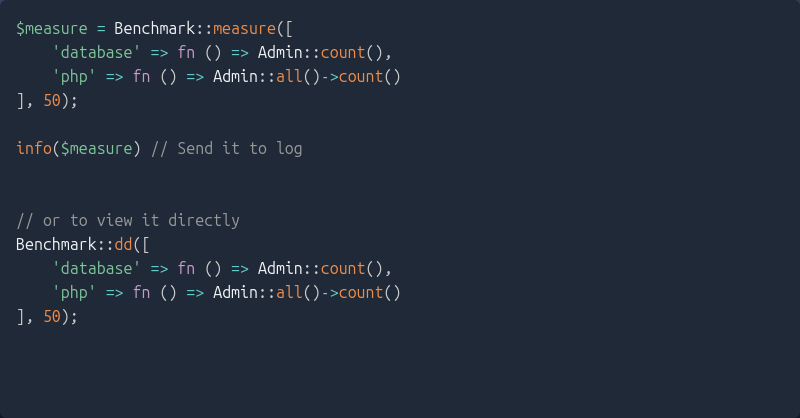 $measure = Benchmark::measure([
    'database' => fn () => Admin::count(),
    'php' => fn () => Admin::all()->count()
], 50);
info($measure) // Send it to log
// or to view it directly
Benchmark::dd([
    'database' => fn () => Admin::count(),
    'php' => fn () => Admin::all()->count()
], 50);